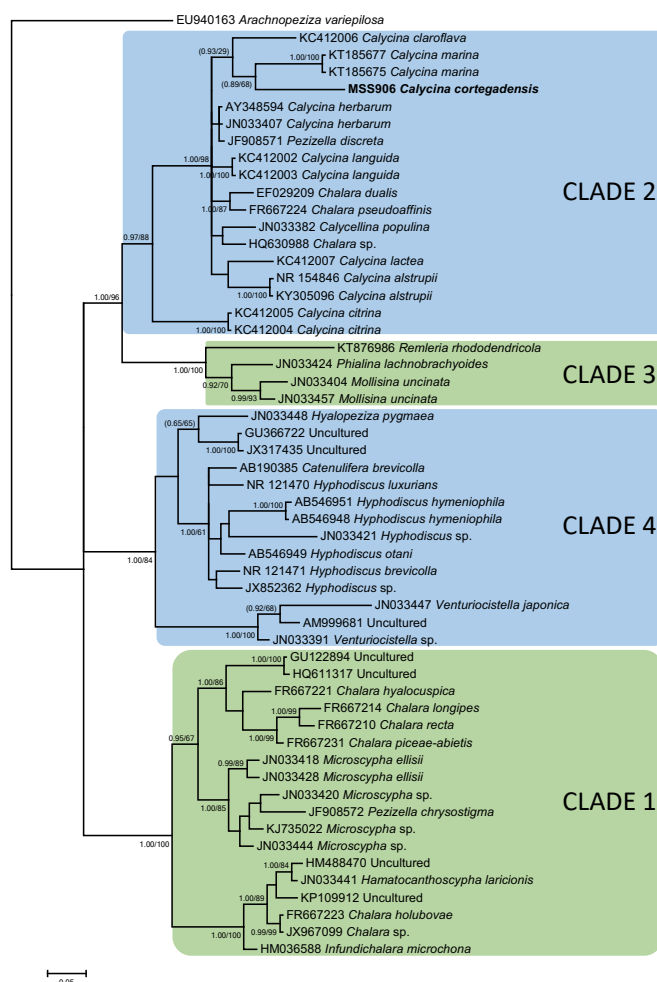 EU940163 Arachnopeziza variepilosa
KC412006 Calycina claroflava
(0.93/29)
KT185677 Calycina marina
1.00/100
KT185675 Calycina marina
(0.89/68)
MSS906 Calycina cortegadensis
AY348594 Calycina herbarum
JN033407 Calycina herbarum
JF908571 Pezizella discreta
1.00/98
KC412002 Calycina languida
1.00/100
KC412003 Calycina languida
CLADE 2
EF029209 Chalara dualis
1.00/87
FR667224 Chalara pseudoaffinis
JN033382 Calycellina populina
HQ630988 Chalara sp.
0.97/88
KC412007 Calycina lactea
NR 154846 Calycina alstrupii
1.00/100
KY305096 Calycina alstrupii
1.00/96
KC412005 Calycina citrina
1.00/100
KC412004 Calycina citrina
KT876986 Remleria rhododendricola
1.00/100
JN033424 Phialina lachnobrachyoides
CLADE 3
0.92/70
JN033404 Mollisina uncinata
0.99/93
JN033457 Mollisina uncinata
JN033448 Hyalopeziza pygmaea
(0.65/65)
GU366722 Uncultured
1.00/100
JX317435 Uncultured
AB190385 Catenulifera brevicolla
NR 121470 Hyphodiscus luxurians
1.00/100
AB546951 Hyphodiscus hymeniophila
AB546948 Hyphodiscus hymeniophila
CLADE 4
1.00/61
JN033421 Hyphodiscus sp.
AB546949 Hyphodiscus otani
1.00/84
NR 121471 Hyphodiscus brevicolla
JX852362 Hyphodiscus sp.
JN033447 Venturiocistella japonica
(0.92/68)
AM999681 Uncultured
1.00/100
JN033391 Venturiocistella sp.
GU122894 Uncultured
1.00/100
HQ611317 Uncultured
1.00/86
FR667221 Chalara hyalocuspica
FR667214 Chalara longipes
1.00/99
FR667210 Chalara recta
0.95/67
1.00/99
FR667231 Chalara piceae-abietis
JN033418 Microscypha ellisii
0.99/89
JN033428 Microscypha ellisii
JN033420 Microscypha sp.
CLADE 1
1.00/85
JF908572 Pezizella chrysostigma
KJ735022 Microscypha sp.
1.00/100
JN033444 Microscypha sp.
HM488470 Uncultured
1.00/84
JN033441 Hamatocanthoscypha laricionis
1.00/89
KP109912 Uncultured
FR667223 Chalara holubovae
1.00/100
0.99/99
JX967099 Chalara sp.
HM036588 Infundichalara microchona
0.05